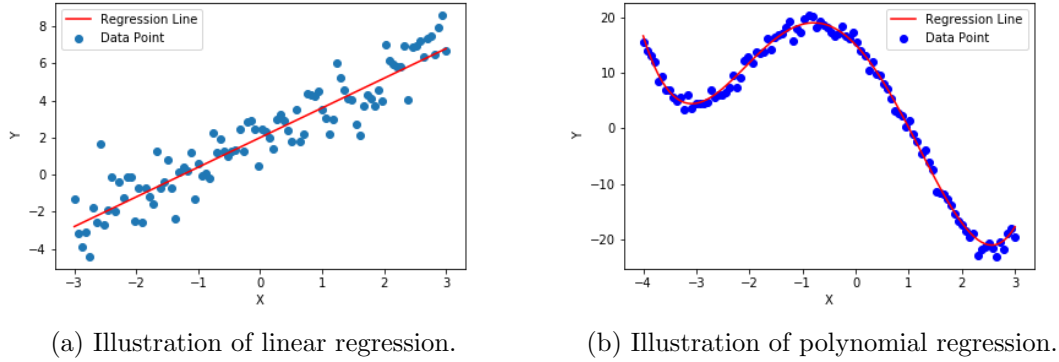 Regression Line
Data Point
8
6
4
2
0
−2
−4
Y
−3
−2
−1
0
1
2
3
X
(a) Illustration of linear regression.
Regression Line
Data Point
20
10
0
−10
−20
Y
−4
−3
−2
−1
0
1
2
3
X
(b) Illustration of polynomial regression.